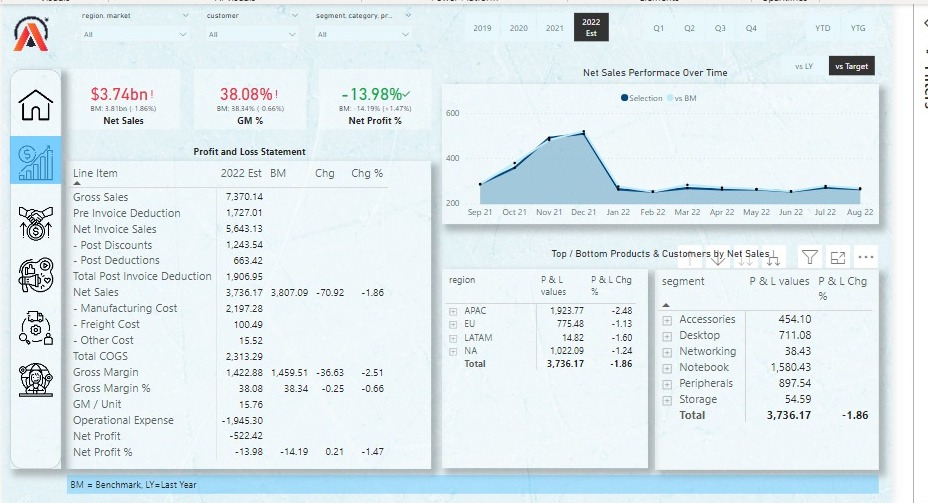 region, market
customer
segment, category, pr...
All
All
All
2019 2020 2021 2022 Est Q1 Q2 Q3 Q4 YTD YTG
vs LY vs Target
$3.74bn !
BM: 3.81bn (-1.86%)
Net Sales
38.08% !
BM: 38.34% (-0.66%)
GM %
-13.98%
BM: -14.19% (+1.47%)
Net Profit %
Net Sales Performace Over Time
Selection vs BM
600
400
200
Sep 21 Oct 21 Nov 21 Dec 21 Jan 22 Feb 22 Mar 22 Apr 22 May 22 Jun 22 Jul 22 Aug 22
Profit and Loss Statement
Line Item 2022 Est BM Chg Chg %
Gross Sales 7,370.14
Pre Invoice Deduction 1,727.01
Net Invoice Sales 5,643.13
- Post Discounts 1,243.54
- Post Deductions 663.42
Total Post Invoice Deduction 1,906.95
Net Sales 3,736.17 3,807.09 -70.92 -1.86
- Manufacturing Cost 2,197.28
- Freight Cost 100.49
- Other Cost 15.52
Total COGS 2,313.29
Gross Margin 1,422.88 1,459.51 -36.63 -2.51
Gross Margin % 38.08 38.34 -0.25 -0.66
GM / Unit 15.76
Operational Expense -1,945.30
Net Profit -522.42
Net Profit % -13.98 -14.19 0.21 -1.47
Top / Bottom Products & Customers by Net Sales
region P & L values P & L Chg %
APAC 1,923.77 -2.48
EU 775.48 -1.13
LATAM 14.82 -1.60
NA 1,022.09 -1.24
Total 3,736.17 -1.86
segment P & L values P & L Chg %
Accessories 454.10
Desktop 711.08
Networking 38.43
Notebook 1,580.43
Peripherals 897.54
Storage 54.59
Total 3,736.17 -1.86
BM = Benchmark, LY=Last Year